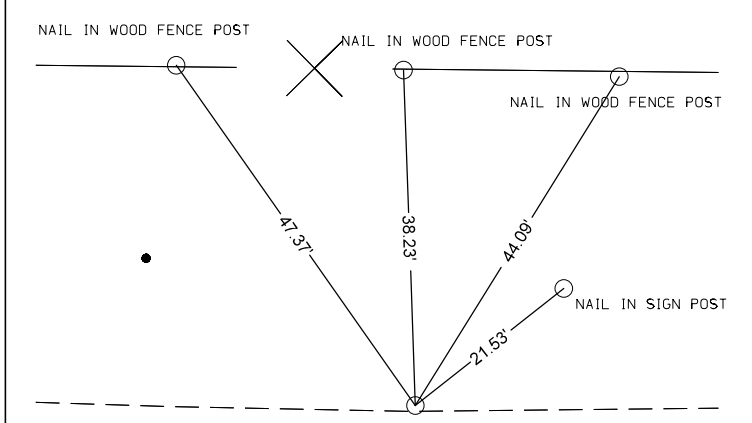 NAIL IN WOOD FENCE POST
NAIL IN WOOD FENCE POST
NAIL IN WOOD FENCE POST
47.37'
38.23'
44.09'
NAIL IN SIGN POST
21.53'